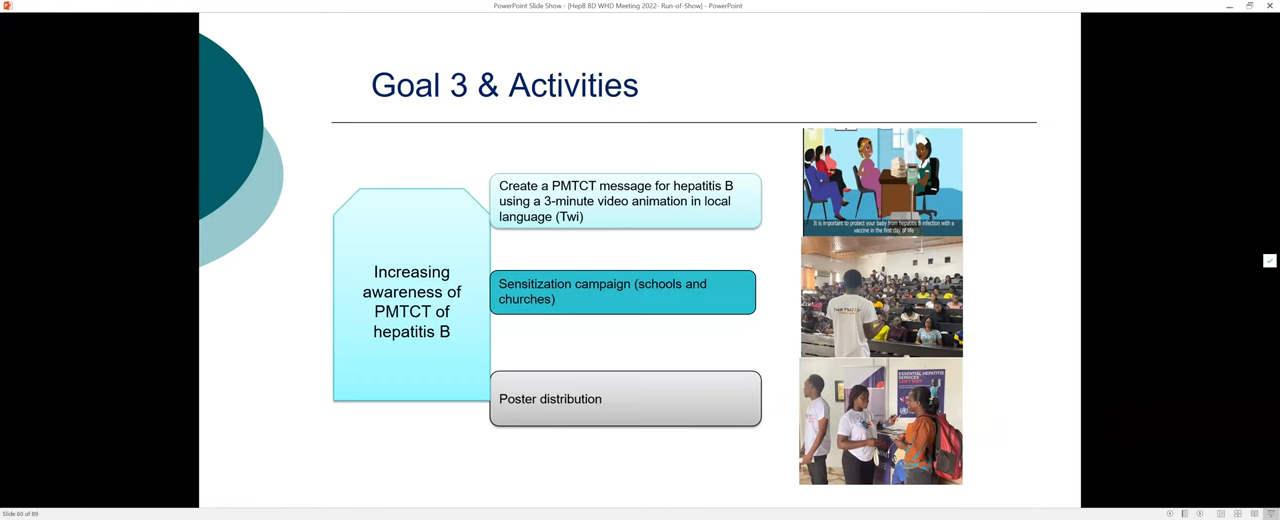 PowerPoint Slide Show - [HepB BD WHD Meeting 2022- Run-of-Show] - PowerPoint
Goal 3 & Activities
Increasing
awareness of
PMTCT of
hepatitis B
Create a PMTCT message for hepatitis B
using a 3-minute video animation in local
language (Twi)
Sensitization campaign (schools and
churches)
Poster distribution
It is important to protect your baby from hepatitis B infection with a
vaccine in the first day of life
ESSENTIAL HEPATITIS
SERVICES
CAN'T WAIT
Slide 60 of 89